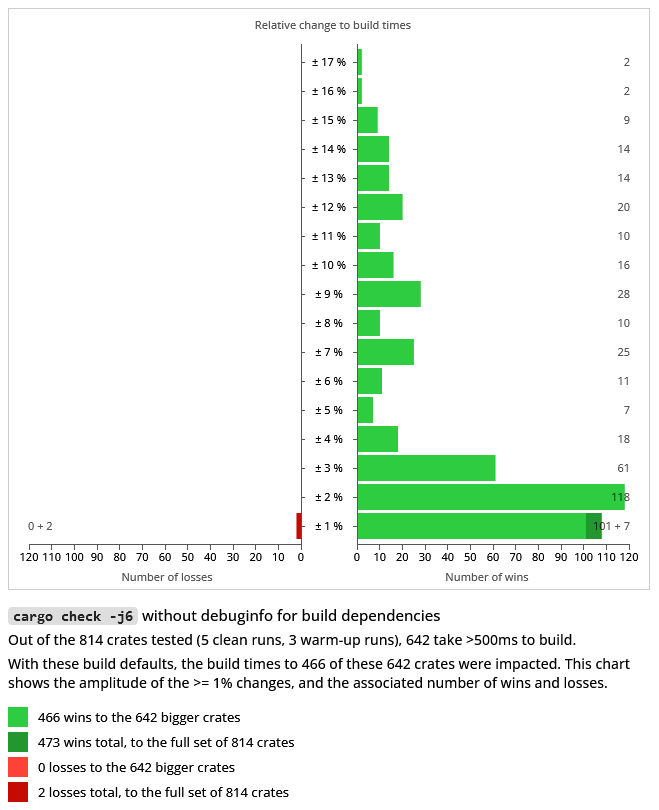 Relative change to build times
± 17 % 2
± 16 % 2
± 15 % 9
± 14 % 14
± 13 % 14
± 12 % 20
± 11 % 10
± 10 % 16
± 9 % 28
± 8 % 10
± 7 % 25
± 6 % 11
± 5 % 7
± 4 % 18
± 3 % 61
± 2 % 118
0 + 2 ± 1 % 101 + 7
120 110 100 90 80 70 60 50 40 30 20 10 0 0 10 20 30 40 50 60 70 80 90 100 110 120
Number of losses Number of wins
cargo check -j6 without debuginfo for build dependencies
Out of the 814 crates tested (5 clean runs, 3 warm-up runs), 642 take >500ms to build.
With these build defaults, the build times to 466 of these 642 crates were impacted. This chart
shows the amplitude of the >= 1% changes, and the associated number of wins and losses.
466 wins to the 642 bigger crates
473 wins total, to the full set of 814 crates
0 losses to the 642 bigger crates
2 losses total, to the full set of 814 crates